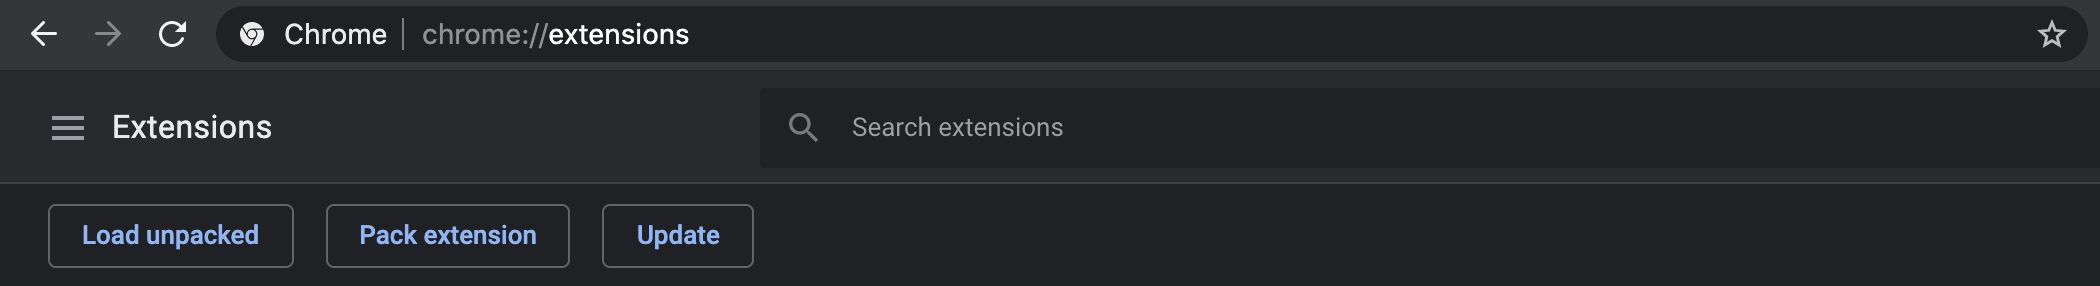 Chrome | chrome://extensions
Extensions
Search extensions
Load unpacked
Pack extension
Update